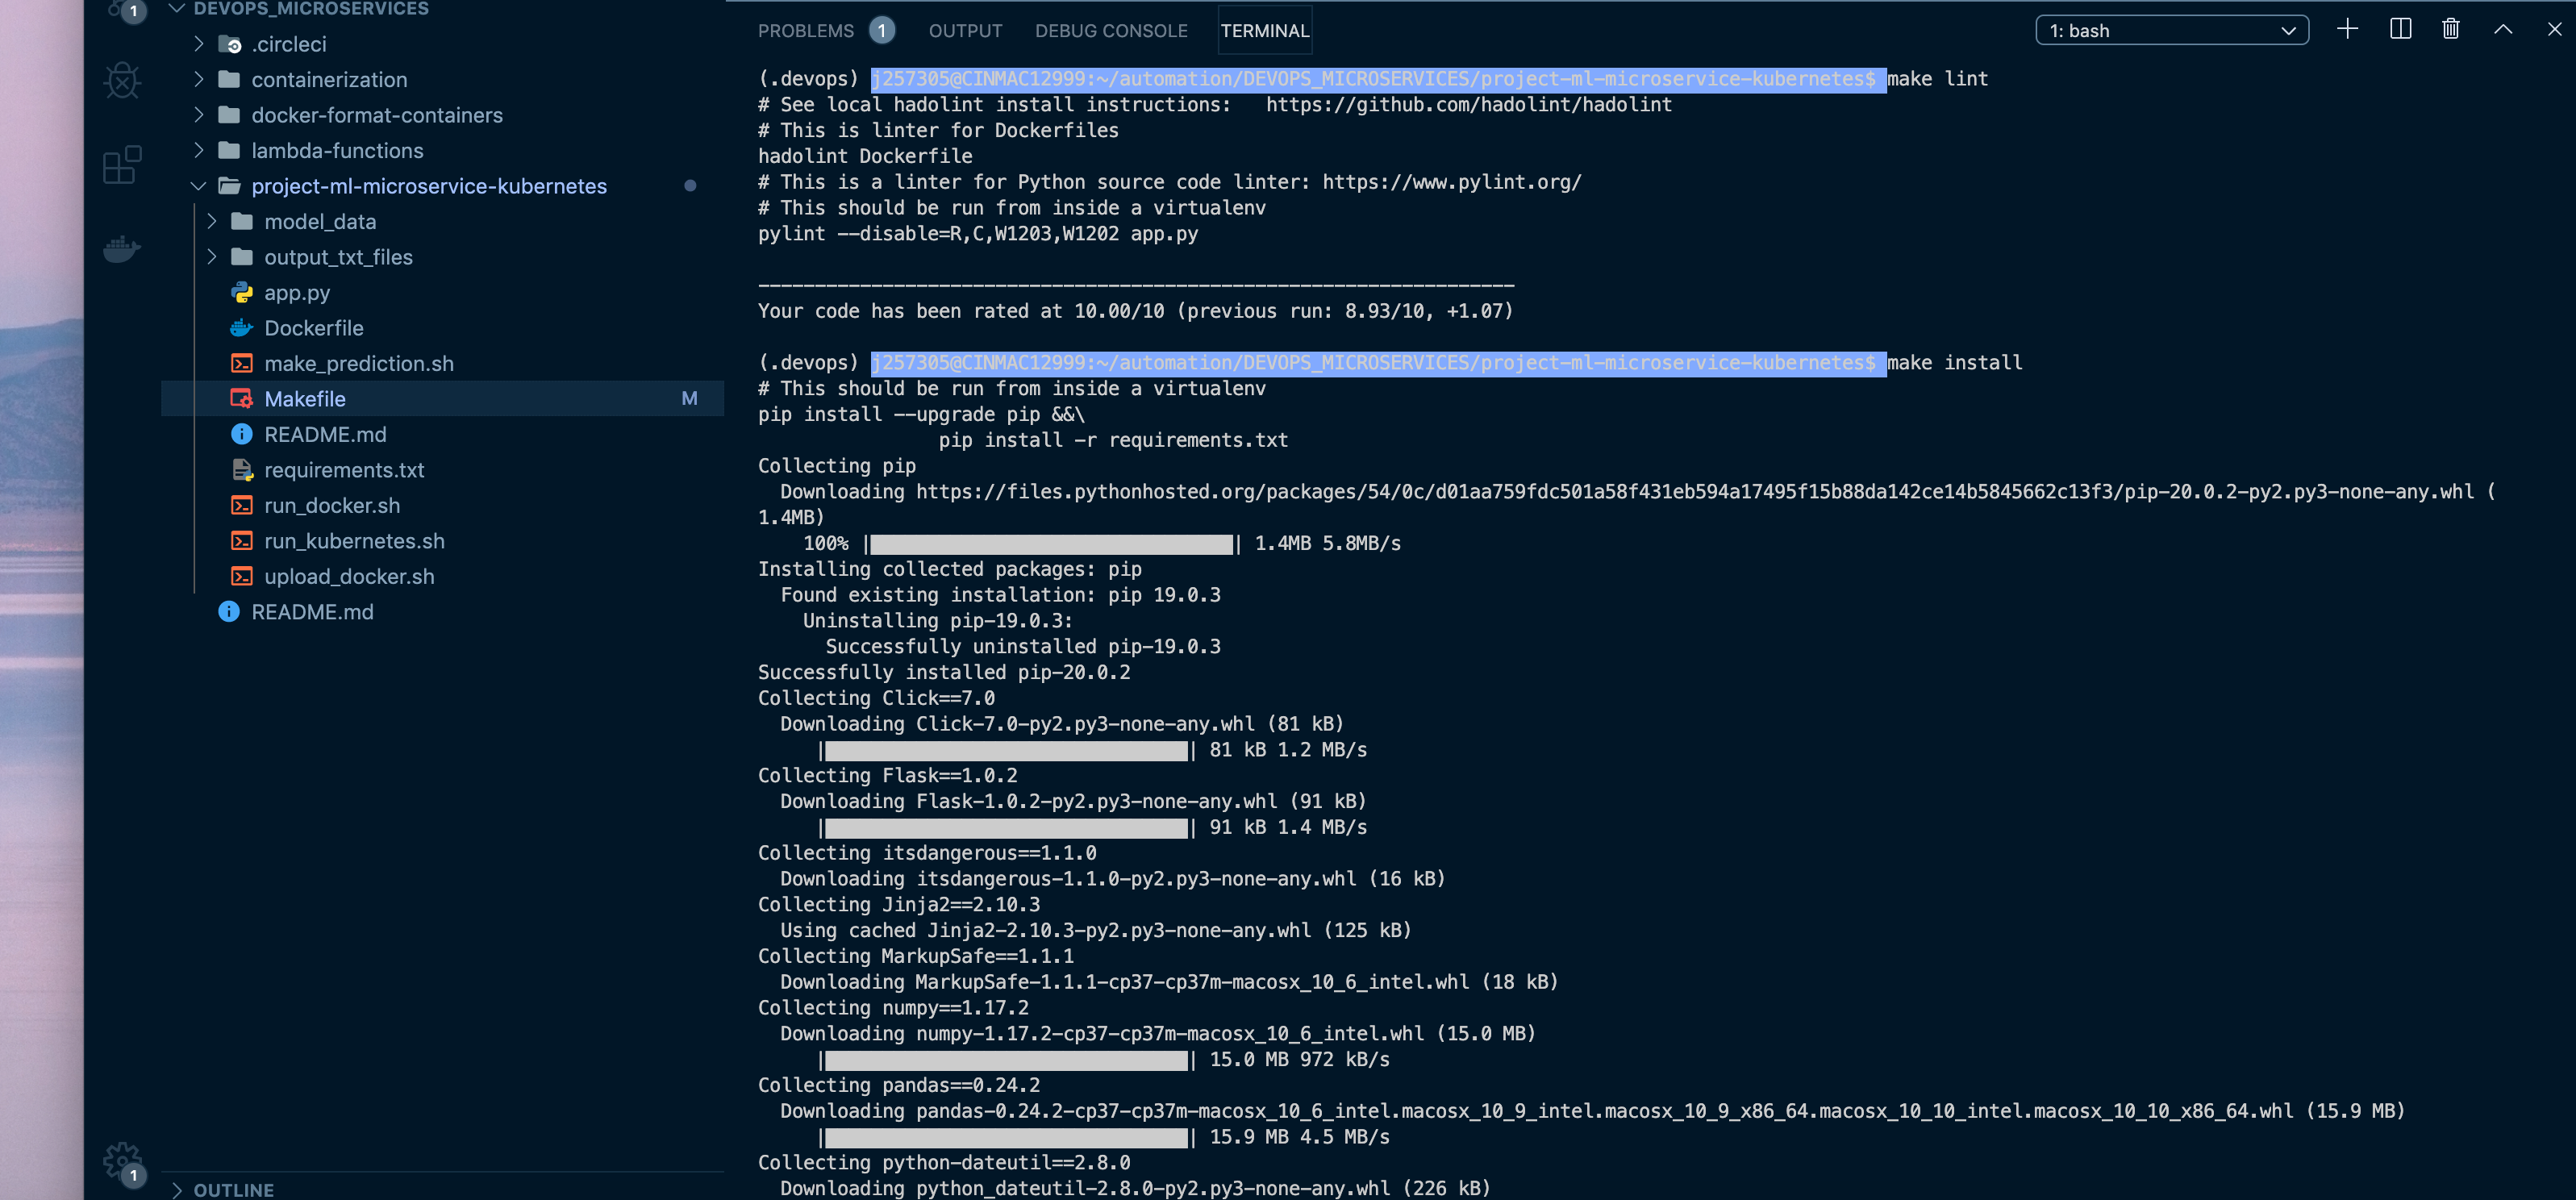 1
DEVOPS_MICROSERVICES
.circleci
containerization
docker-format-containers
lambda-functions
project-ml-microservice-kubernetes
model_data
output_txt_files
app.py
Dockerfile
make_prediction.sh
Makefile M
README.md
requirements.txt
run_docker.sh
run_kubernetes.sh
upload_docker.sh
README.md
1
OUTLINE
PROBLEMS 1 OUTPUT DEBUG CONSOLE TERMINAL 1: bash
(.devops) j257305@CINMAC12999:~/automation/DEVOPS_MICROSERVICES/project-ml-microservice-kubernetes$ make lint
# See local hadolint install instructions:   https://github.com/hadolint/hadolint
# This is linter for Dockerfiles
hadolint Dockerfile
# This is a linter for Python source code linter: https://www.pylint.org/
# This should be run from inside a virtualenv
pylint --disable=R,C,W1203,W1202 app.py
-------------------------------------------------------------------
Your code has been rated at 10.00/10 (previous run: 8.93/10, +1.07)
(.devops) j257305@CINMAC12999:~/automation/DEVOPS_MICROSERVICES/project-ml-microservice-kubernetes$ make install
# This should be run from inside a virtualenv
pip install --upgrade pip &&\
pip install -r requirements.txt
Collecting pip
Downloading https://files.pythonhosted.org/packages/54/0c/d01aa759fdc501a58f431eb594a17495f15b88da142ce14b5845662c13f3/pip-20.0.2-py2.py3-none-any.whl (
1.4MB)
100% |████████████████████████████████| 1.4MB 5.8MB/s
Installing collected packages: pip
Found existing installation: pip 19.0.3
Uninstalling pip-19.0.3:
Successfully uninstalled pip-19.0.3
Successfully installed pip-20.0.2
Collecting Click==7.0
Downloading Click-7.0-py2.py3-none-any.whl (81 kB)
|████████████████████████████████| 81 kB 1.2 MB/s
Collecting Flask==1.0.2
Downloading Flask-1.0.2-py2.py3-none-any.whl (91 kB)
|████████████████████████████████| 91 kB 1.4 MB/s
Collecting itsdangerous==1.1.0
Downloading itsdangerous-1.1.0-py2.py3-none-any.whl (16 kB)
Collecting Jinja2==2.10.3
Using cached Jinja2-2.10.3-py2.py3-none-any.whl (125 kB)
Collecting MarkupSafe==1.1.1
Downloading MarkupSafe-1.1.1-cp37-cp37m-macosx_10_6_intel.whl (18 kB)
Collecting numpy==1.17.2
Downloading numpy-1.17.2-cp37-cp37m-macosx_10_6_intel.whl (15.0 MB)
|████████████████████████████████| 15.0 MB 972 kB/s
Collecting pandas==0.24.2
Downloading pandas-0.24.2-cp37-cp37m-macosx_10_6_intel.macosx_10_9_intel.macosx_10_9_x86_64.macosx_10_10_intel.macosx_10_10_x86_64.whl (15.9 MB)
|████████████████████████████████| 15.9 MB 4.5 MB/s
Collecting python-dateutil==2.8.0
Downloading python_dateutil-2.8.0-py2.py3-none-any.whl (226 kB)